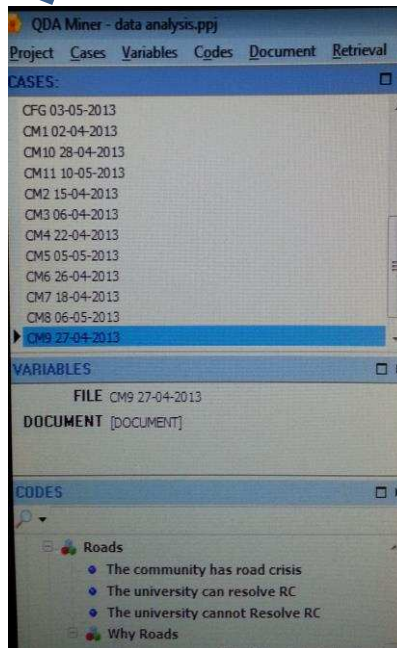 QDA Miner - data analysis.ppj
Project Cases Variables Codes Document Retrieval
CASES:
CFG 03-05-2013
CM1 02-04-2013
CM10 28-04-2013
CM11 10-05-2013
CM2 15-04-2013
CM3 06-04-2013
CM4 22-04-2013
CM5 05-05-2013
CM6 26-04-2013
CM7 18-04-2013
CM8 06-05-2013
CM9 27-04-2013
VARIABLES
FILE CM9 27-04-2013
DOCUMENT [DOCUMENT]
CODES
Roads
The community has road crisis
The university can resolve RC
The university cannot Resolve RC
Why Roads